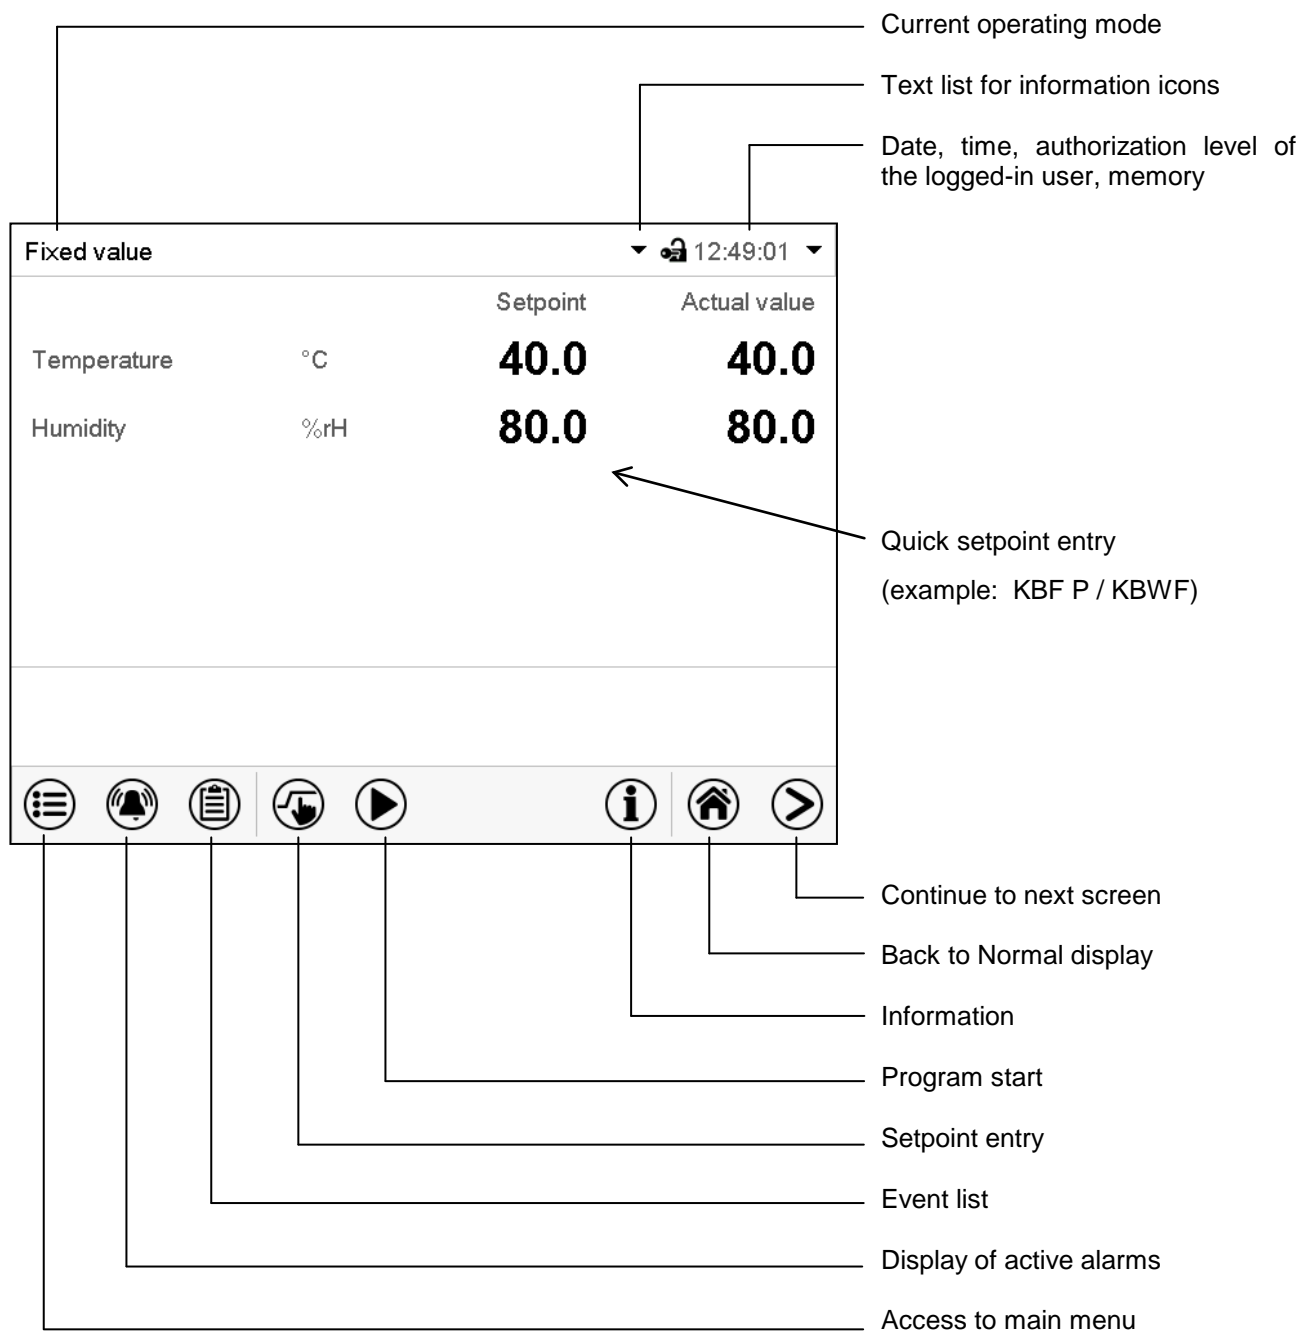 Current operating mode
Text list for information icons
Date, time, authorization level of
the logged-in user, memory
Fixed value 12:49:01
Setpoint Actual value
Temperature °C 40.0 40.0
Humidity %rH 80.0 80.0
Quick setpoint entry
(example: KBF P / KBWF)
Continue to next screen
Back to Normal display
Information
Program start
Setpoint entry
Event list
Display of active alarms
Access to main menu